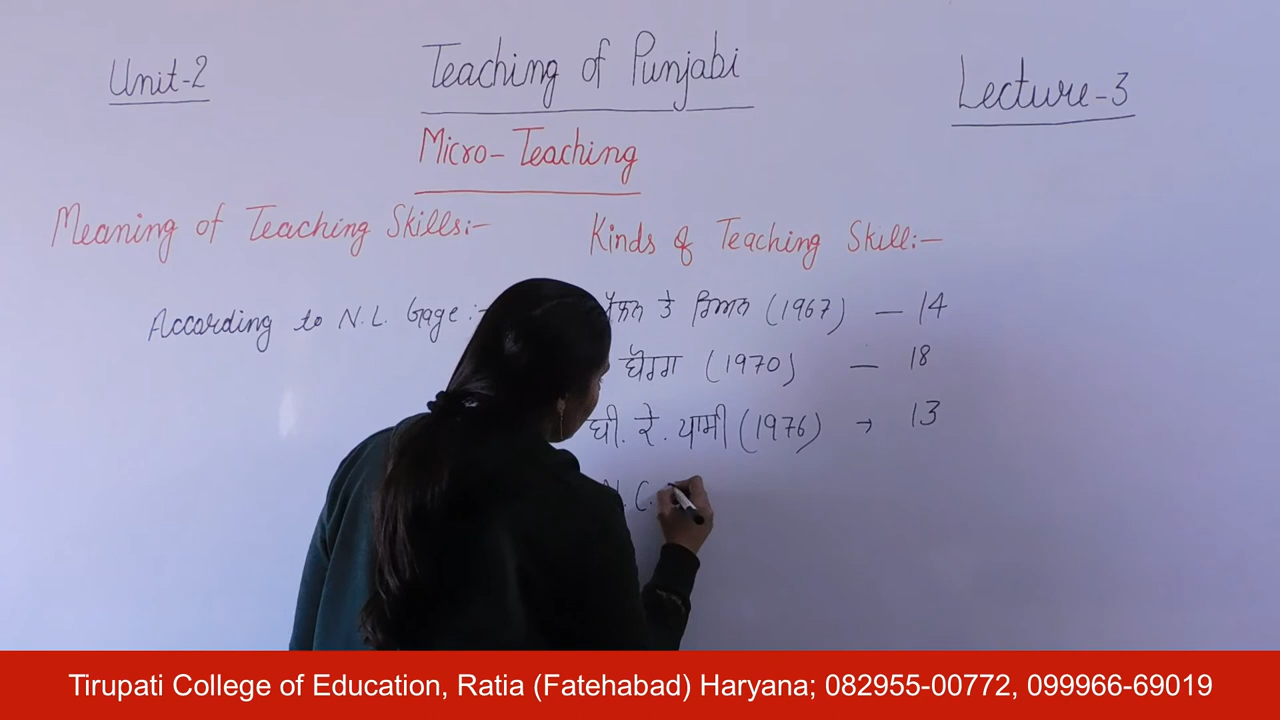 Unit-2
Teaching of Punjabi
Lecture-3
Micro-Teaching
Meaning of Teaching Skills:-
According to N.L. Gage:-
Kinds of Teaching Skill:-
ਤੇ ਰਿਆਨ (1967) — 14
ਬੋਰਗ (1970) — 18
ਬੀ. ਕੇ. ਪਾਸੀ (1976) → 13
N.C.
Tirupati College of Education, Ratia (Fatehabad) Haryana; 082955-00772, 099966-69019